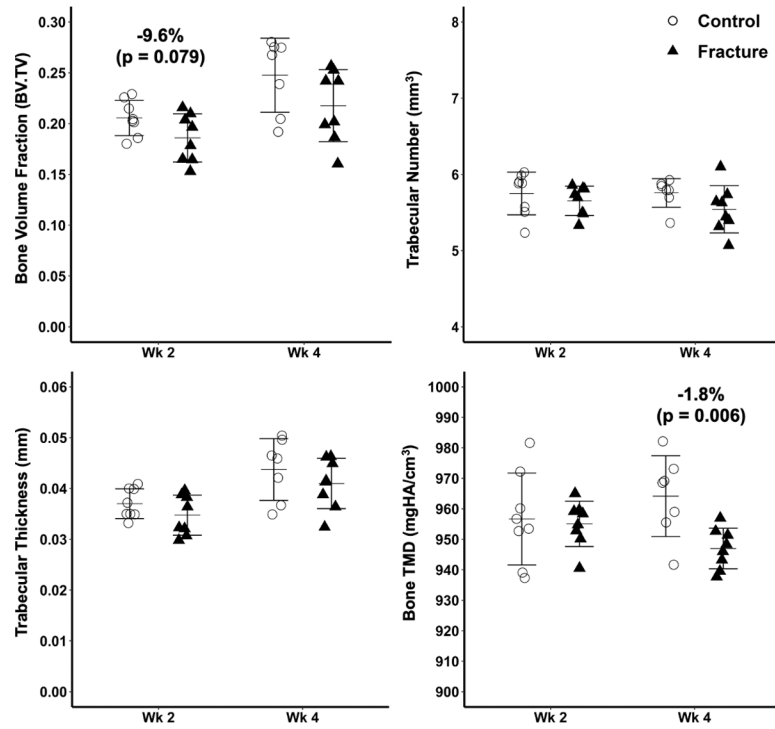 Bone Volume Fraction (BV.TV)
0.30
0.25
0.20
0.15
0.10
0.05
0.00
-9.6%
(p = 0.079)
Wk 2
Wk 4
Trabecular Number (mm³)
8
7
6
5
4
Control
Fracture
Wk 2
Wk 4
Trabecular Thickness (mm)
0.06
0.05
0.04
0.03
0.02
0.01
0.00
Wk 2
Wk 4
Bone TMD (mgHA/cm³)
1000
990
980
970
960
950
940
930
920
910
900
-1.8%
(p = 0.006)
Wk 2
Wk 4